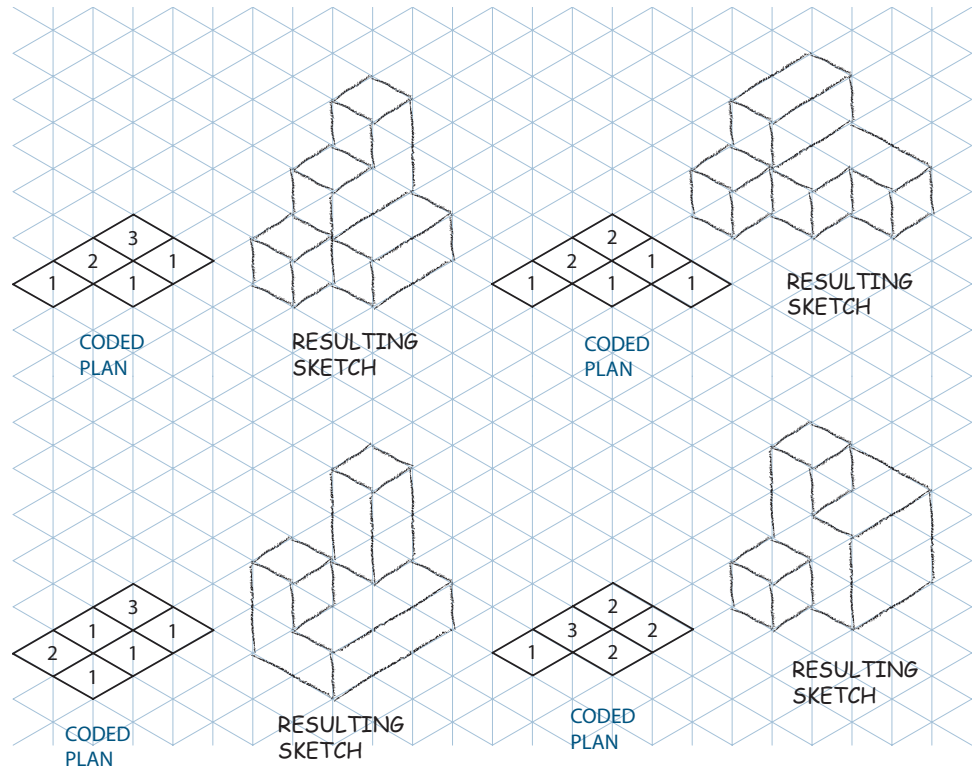 3
2 1
1 1
CODED
PLAN
RESULTING
SKETCH
2
2 1
1 1 1
CODED
PLAN
RESULTING
SKETCH
3
1 1
2 1
1
CODED
PLAN
RESULTING
SKETCH
2
3 2
1 2
CODED
PLAN
RESULTING
SKETCH